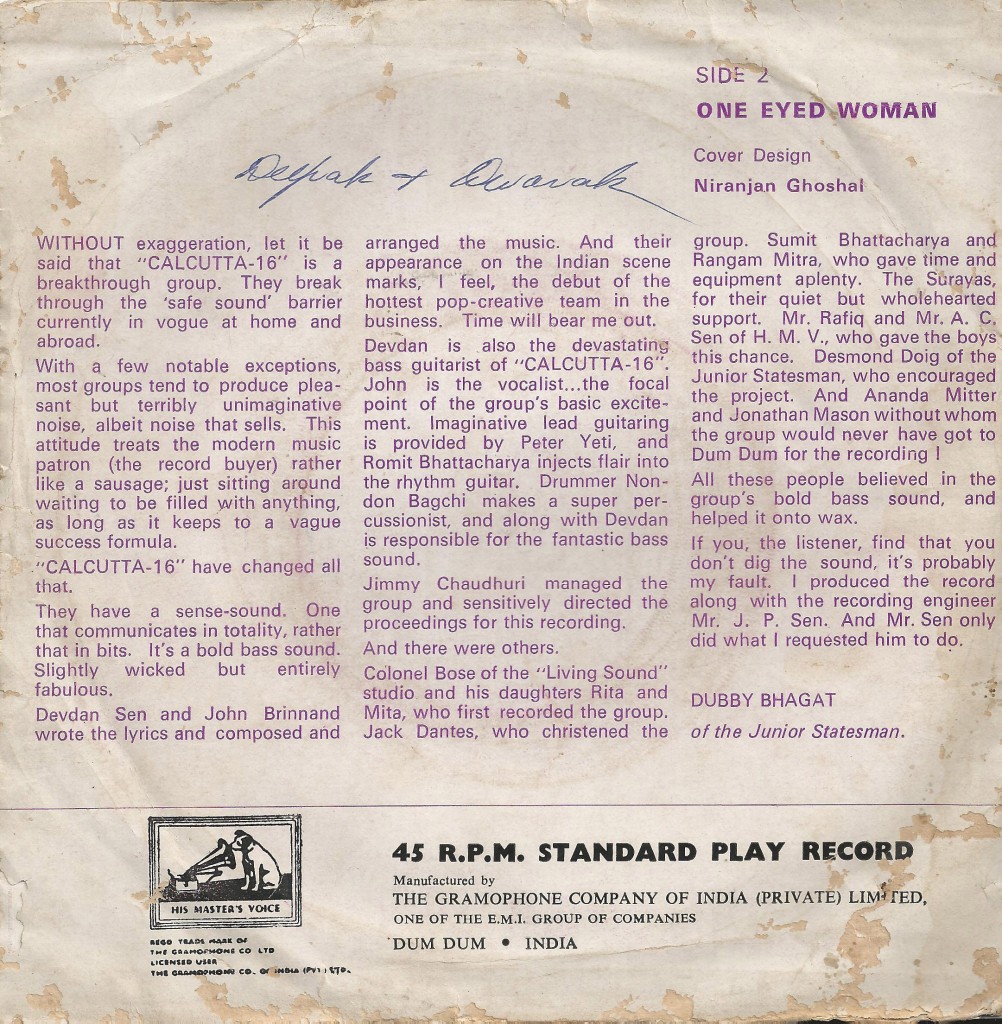 SIDE 2
ONE EYED WOMAN
Cover Design
Niranjan Ghoshal
Deepak + Dwarak
WITHOUT exaggeration, let it be
said that "CALCUTTA-16" is a
breakthrough group. They break
through the 'safe sound' barrier
currently in vogue at home and
abroad.
With a few notable exceptions,
most groups tend to produce plea-
sant but terribly unimaginative
noise, albeit noise that sells. This
attitude treats the modern music
patron (the record buyer) rather
like a sausage; just sitting around
waiting to be filled with anything,
as long as it keeps to a vague
success formula.
"CALCUTTA-16" have changed all
that.
They have a sense-sound. One
that communicates in totality, rather
that in bits. It's a bold bass sound.
Slightly wicked but entirely
fabulous.
Devdan Sen and John Brinnand
wrote the lyrics and composed and
arranged the music. And their
appearance on the Indian scene
marks, I feel, the debut of the
hottest pop-creative team in the
business. Time will bear me out.
Devdan is also the devastating
bass guitarist of "CALCUTTA-16".
John is the vocalist...the focal
point of the group's basic excite-
ment. Imaginative lead guitaring
is provided by Peter Yeti, and
Romit Bhattacharya injects flair into
the rhythm guitar. Drummer Non-
don Bagchi makes a super per-
cussionist, and along with Devdan
is responsible for the fantastic bass
sound.
Jimmy Chaudhuri managed the
group and sensitively directed the
proceedings for this recording.
And there were others.
Colonel Bose of the "Living Sound"
studio and his daughters Rita and
Mita, who first recorded the group.
Jack Dantes, who christened the
group. Sumit Bhattacharya and
Rangam Mitra, who gave time and
equipment aplenty. The Surayas,
for their quiet but wholehearted
support. Mr. Rafiq and Mr. A. C.
Sen of H. M. V., who gave the boys
this chance. Desmond Doig of the
Junior Statesman, who encouraged
the project. And Ananda Mitter
and Jonathan Mason without whom
the group would never have got to
Dum Dum for the recording !
All these people believed in the
group's bold bass sound, and
helped it onto wax.
If you, the listener, find that you
don't dig the sound, it's probably
my fault. I produced the record
along with the recording engineer
Mr. J. P. Sen. And Mr. Sen only
did what I requested him to do.
DUBBY BHAGAT
of the Junior Statesman.
HIS MASTER'S VOICE
REGD TRADE MARK OF
THE GRAMOPHONE CO LTD
LICENSED USER
THE GRAMOPHONE CO. OF INDIA (PVT) LTD.
45 R.P.M. STANDARD PLAY RECORD
Manufactured by
THE GRAMOPHONE COMPANY OF INDIA (PRIVATE) LIMITED,
ONE OF THE E.M.I. GROUP OF COMPANIES
DUM DUM • INDIA